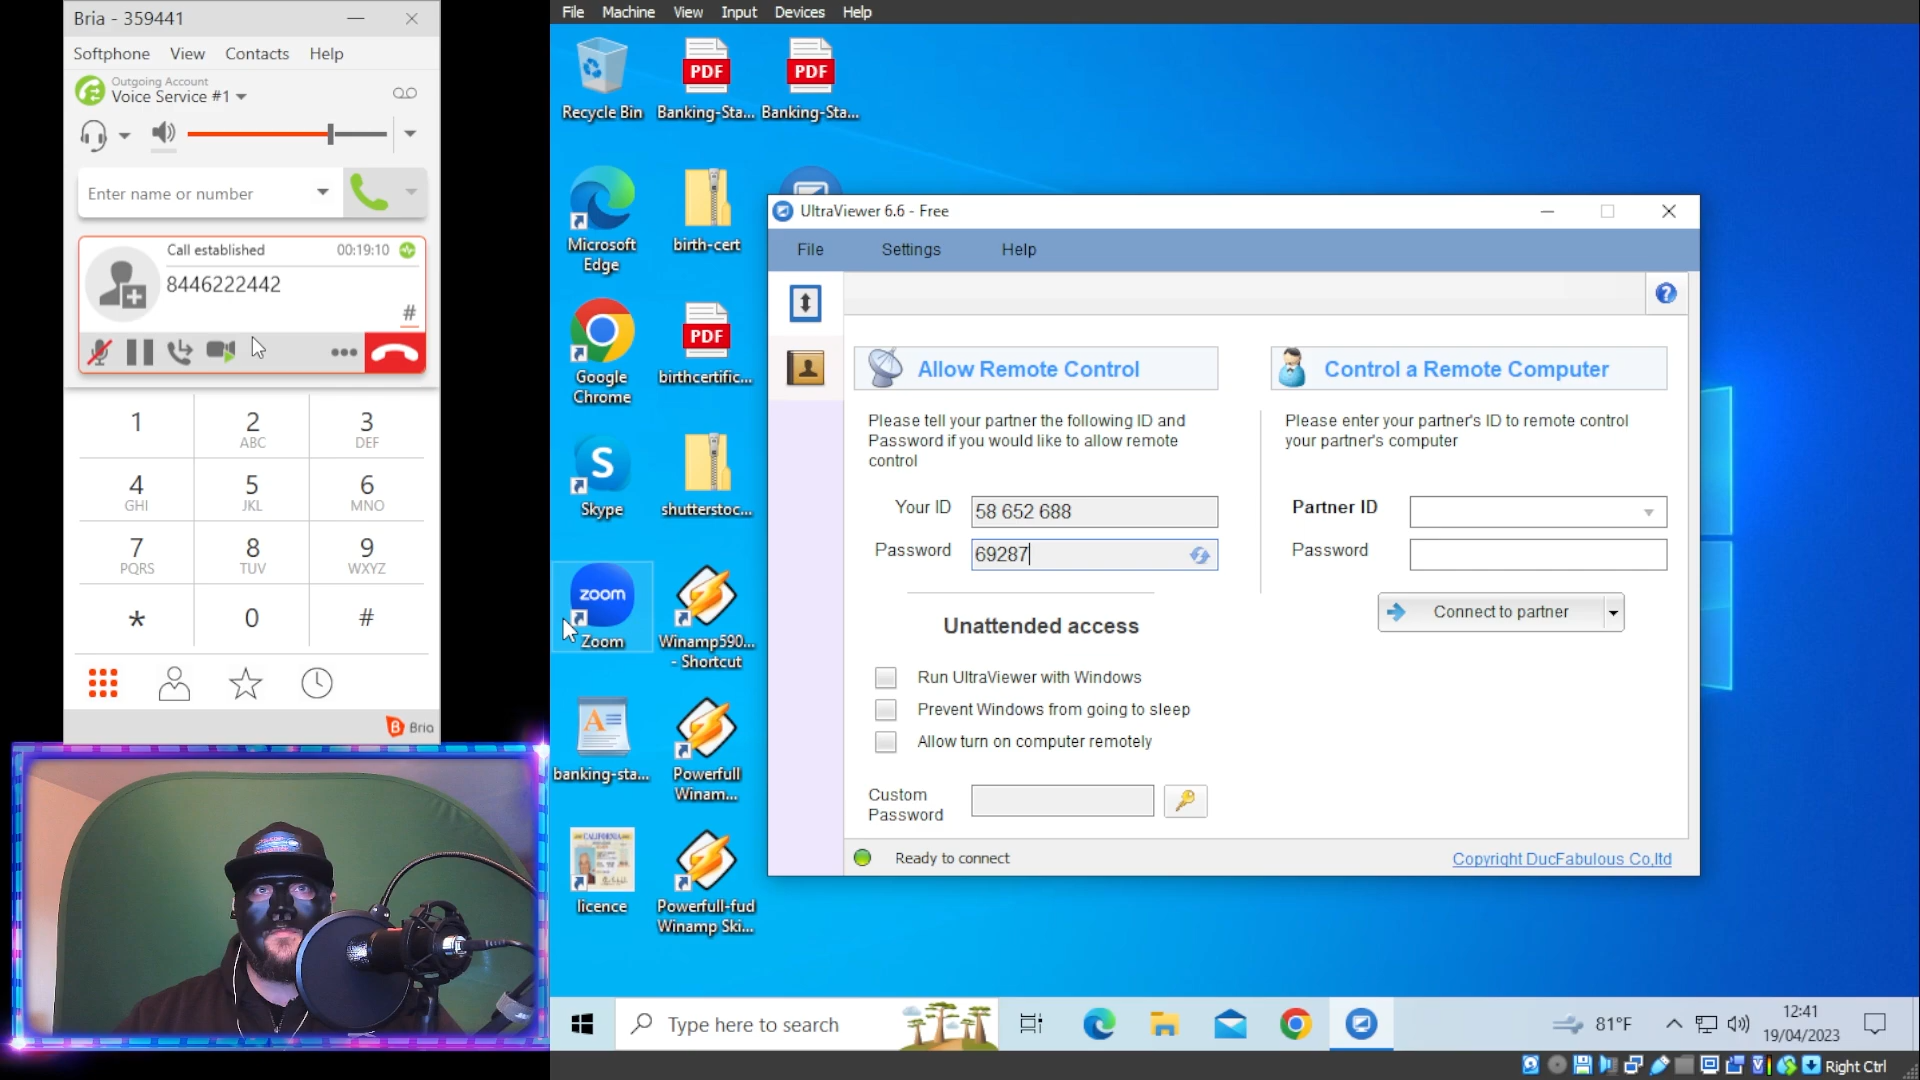 Bria - 359441
Softphone View Contacts Help
Outgoing Account
Voice Service #1
Enter name or number
Call established 00:19:10
8446222442
#
1
2 ABC
3 DEF
4 GHI
5 JKL
6 MNO
7 PQRS
8 TUV
9 WXYZ
*
0
#
Bria
File Machine View Input Devices Help
Recycle Bin
PDF
Banking-Sta...
PDF
Banking-Sta...
Microsoft
Edge
birth-cert
Google
Chrome
PDF
birthcertific...
S
Skype
shutterstoc...
zoom
Zoom
Winamp590...
- Shortcut
A
banking-sta...
Powerfull
Winam...
CALIFORNIA
licence
Powerfull-fud
Winamp Ski...
UltraViewer 6.6 - Free
File Settings Help
?
Allow Remote Control
Please tell your partner the following ID and
Password if you would like to allow remote
control
Your ID 58 652 688
Password 69287
Unattended access
Run UltraViewer with Windows
Prevent Windows from going to sleep
Allow turn on computer remotely
Custom
Password
Control a Remote Computer
Please enter your partner's ID to remote control
your partner's computer
Partner ID
Password
Connect to partner
Ready to connect
Copyright DucFabulous Co,ltd
Type here to search
81°F
12:41
19/04/2023
Right Ctrl